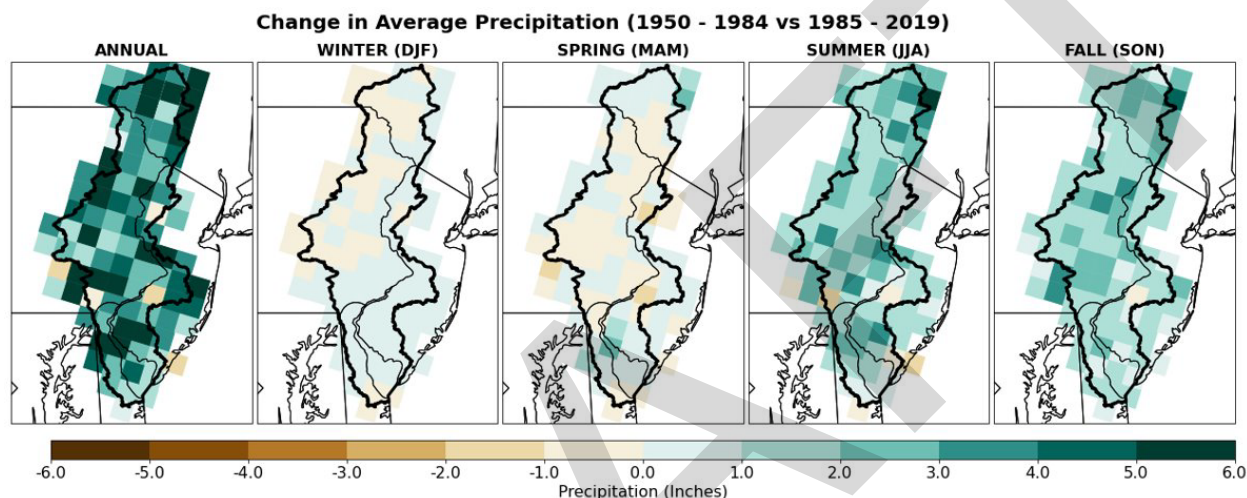 Change in Average Precipitation (1950 - 1984 vs 1985 - 2019)
ANNUAL WINTER (DJF) SPRING (MAM) SUMMER (JJA) FALL (SON)
-6.0 -5.0 -4.0 -3.0 -2.0 -1.0 0.0 1.0 2.0 3.0 4.0 5.0 6.0
Precipitation (Inches)